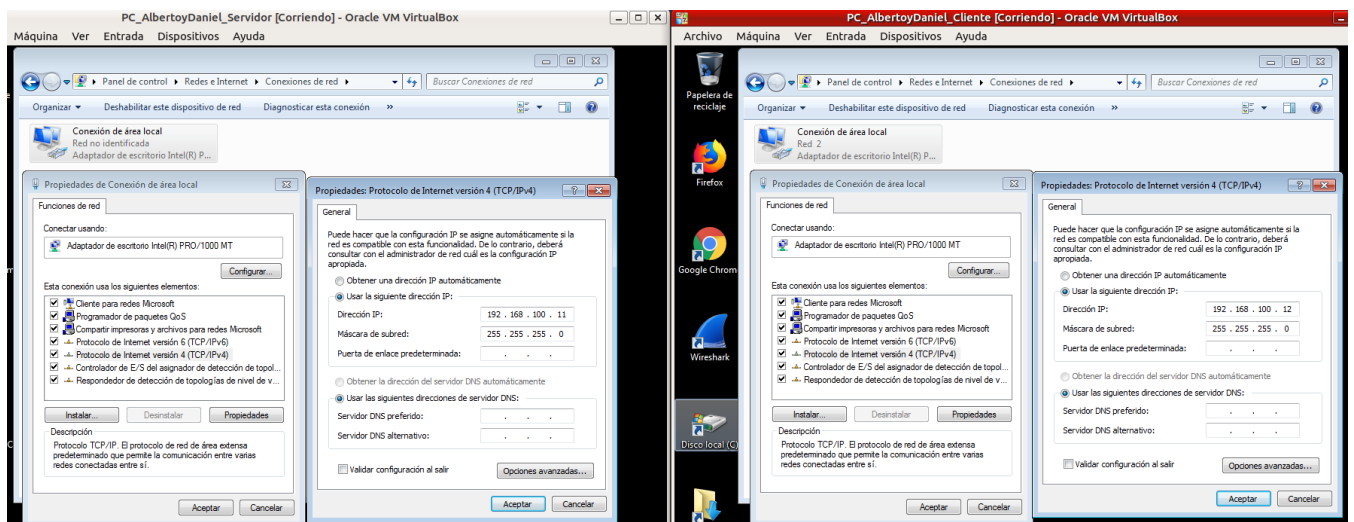 PC_AlbertoyDaniel_Servidor [Corriendo] - Oracle VM VirtualBox
Máquina Ver Entrada Dispositivos Ayuda
Panel de control Redes e Internet Conexiones de red
Buscar Conexiones de red
Organizar Deshabilitar este dispositivo de red Diagnosticar esta conexión »
Conexión de área local
Red no identificada
Adaptador de escritorio Intel(R) P...
Propiedades de Conexión de área local
Funciones de red
Conectar usando:
Adaptador de escritorio Intel(R) PRO/1000 MT
Configurar...
Esta conexión usa los siguientes elementos:
Cliente para redes Microsoft
Programador de paquetes QoS
Compartir impresoras y archivos para redes Microsoft
Protocolo de Internet versión 6 (TCP/IPv6)
Protocolo de Internet versión 4 (TCP/IPv4)
Controlador de E/S del asignador de detección de topol...
Respondedor de detección de topologías de nivel de v...
Instalar... Desinstalar Propiedades
Descripción
Protocolo TCP/IP. El protocolo de red de área extensa
predeterminado que permite la comunicación entre varias
redes conectadas entre sí.
Aceptar Cancelar
Propiedades: Protocolo de Internet versión 4 (TCP/IPv4)
General
Puede hacer que la configuración IP se asigne automáticamente si la
red es compatible con esta funcionalidad. De lo contrario, deberá
consultar con el administrador de red cuál es la configuración IP
apropiada.
Obtener una dirección IP automáticamente
Usar la siguiente dirección IP:
Dirección IP: 192 . 168 . 100 . 11
Máscara de subred: 255 . 255 . 255 . 0
Puerta de enlace predeterminada: . . .
Obtener la dirección del servidor DNS automáticamente
Usar las siguientes direcciones de servidor DNS:
Servidor DNS preferido: . . .
Servidor DNS alternativo: . . .
Validar configuración al salir
Opciones avanzadas...
Aceptar Cancelar
PC_AlbertoyDaniel_Cliente [Corriendo] - Oracle VM VirtualBox
Archivo Máquina Ver Entrada Dispositivos Ayuda
Papelera de
reciclaje
Firefox
Google Chrom
Wireshark
Disco local (C)
Panel de control Redes e Internet Conexiones de red
Buscar Conexiones de red
Organizar Deshabilitar este dispositivo de red Diagnosticar esta conexión »
Conexión de área local
Red 2
Adaptador de escritorio Intel(R) P...
Propiedades de Conexión de área local
Funciones de red
Conectar usando:
Adaptador de escritorio Intel(R) PRO/1000 MT
Configurar...
Esta conexión usa los siguientes elementos:
Cliente para redes Microsoft
Programador de paquetes QoS
Compartir impresoras y archivos para redes Microsoft
Protocolo de Internet versión 6 (TCP/IPv6)
Protocolo de Internet versión 4 (TCP/IPv4)
Controlador de E/S del asignador de detección de topol...
Respondedor de detección de topologías de nivel de v...
Instalar... Desinstalar Propiedades
Descripción
Protocolo TCP/IP. El protocolo de red de área extensa
predeterminado que permite la comunicación entre varias
redes conectadas entre sí.
Aceptar Cancelar
Propiedades: Protocolo de Internet versión 4 (TCP/IPv4)
General
Puede hacer que la configuración IP se asigne automáticamente si la
red es compatible con esta funcionalidad. De lo contrario, deberá
consultar con el administrador de red cuál es la configuración IP
apropiada.
Obtener una dirección IP automáticamente
Usar la siguiente dirección IP:
Dirección IP: 192 . 168 . 100 . 12
Máscara de subred: 255 . 255 . 255 . 0
Puerta de enlace predeterminada: . . .
Obtener la dirección del servidor DNS automáticamente
Usar las siguientes direcciones de servidor DNS:
Servidor DNS preferido: . . .
Servidor DNS alternativo: . . .
Validar configuración al salir
Opciones avanzadas...
Aceptar Cancelar